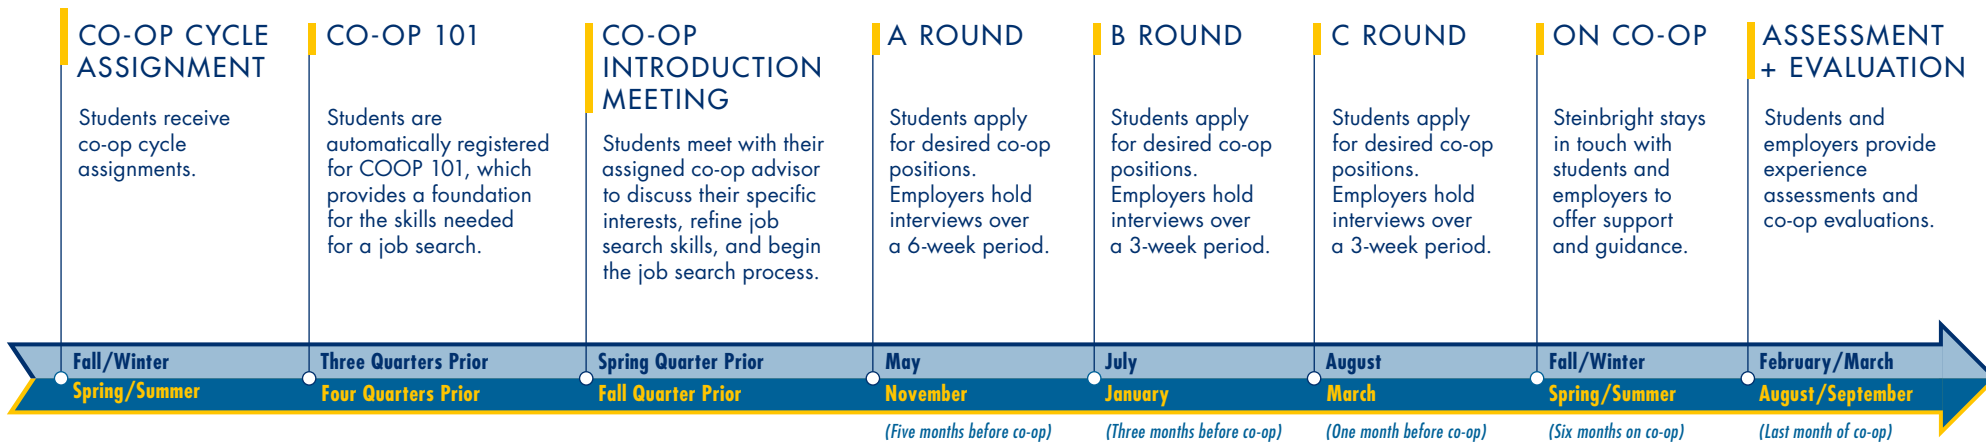 CO-OP CYCLE
ASSIGNMENT
Students receive
co-op cycle
assignments.
CO-OP 101
Students are
automatically registered
for COOP 101, which
provides a foundation
for the skills needed
for a job search.
CO-OP
INTRODUCTION
MEETING
Students meet with their
assigned co-op advisor
to discuss their specific
interests, refine job
search skills, and begin
the job search process.
A ROUND
Students apply
for desired co-op
positions.
Employers hold
interviews over
a 6-week period.
B ROUND
Students apply
for desired co-op
positions.
Employers hold
interviews over
a 3-week period.
C ROUND
Students apply
for desired co-op
positions.
Employers hold
interviews over
a 3-week period.
ON CO-OP
Steinbright stays
in touch with
students and
employers to
offer support
and guidance.
ASSESSMENT
+ EVALUATION
Students and
employers provide
experience
assessments and
co-op evaluations.
Fall/Winter
Three Quarters Prior
Spring Quarter Prior
May
July
August
Fall/Winter
February/March
Spring/Summer
Four Quarters Prior
Fall Quarter Prior
November
January
March
Spring/Summer
August/September
(Five months before co-op)
(Three months before co-op)
(One month before co-op)
(Six months on co-op)
(Last month of co-op)